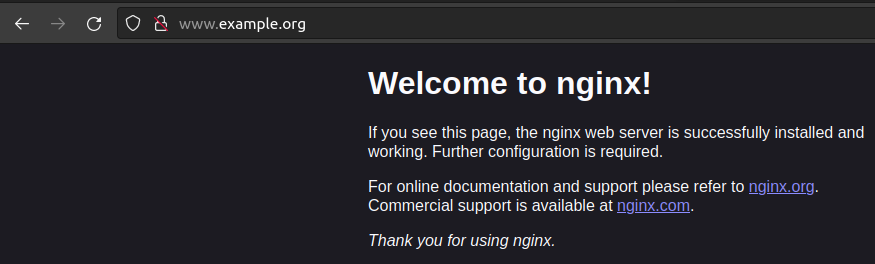 www.example.org
Welcome to nginx!
If you see this page, the nginx web server is successfully installed and
working. Further configuration is required.
For online documentation and support please refer to nginx.org.
Commercial support is available at nginx.com.
Thank you for using nginx.